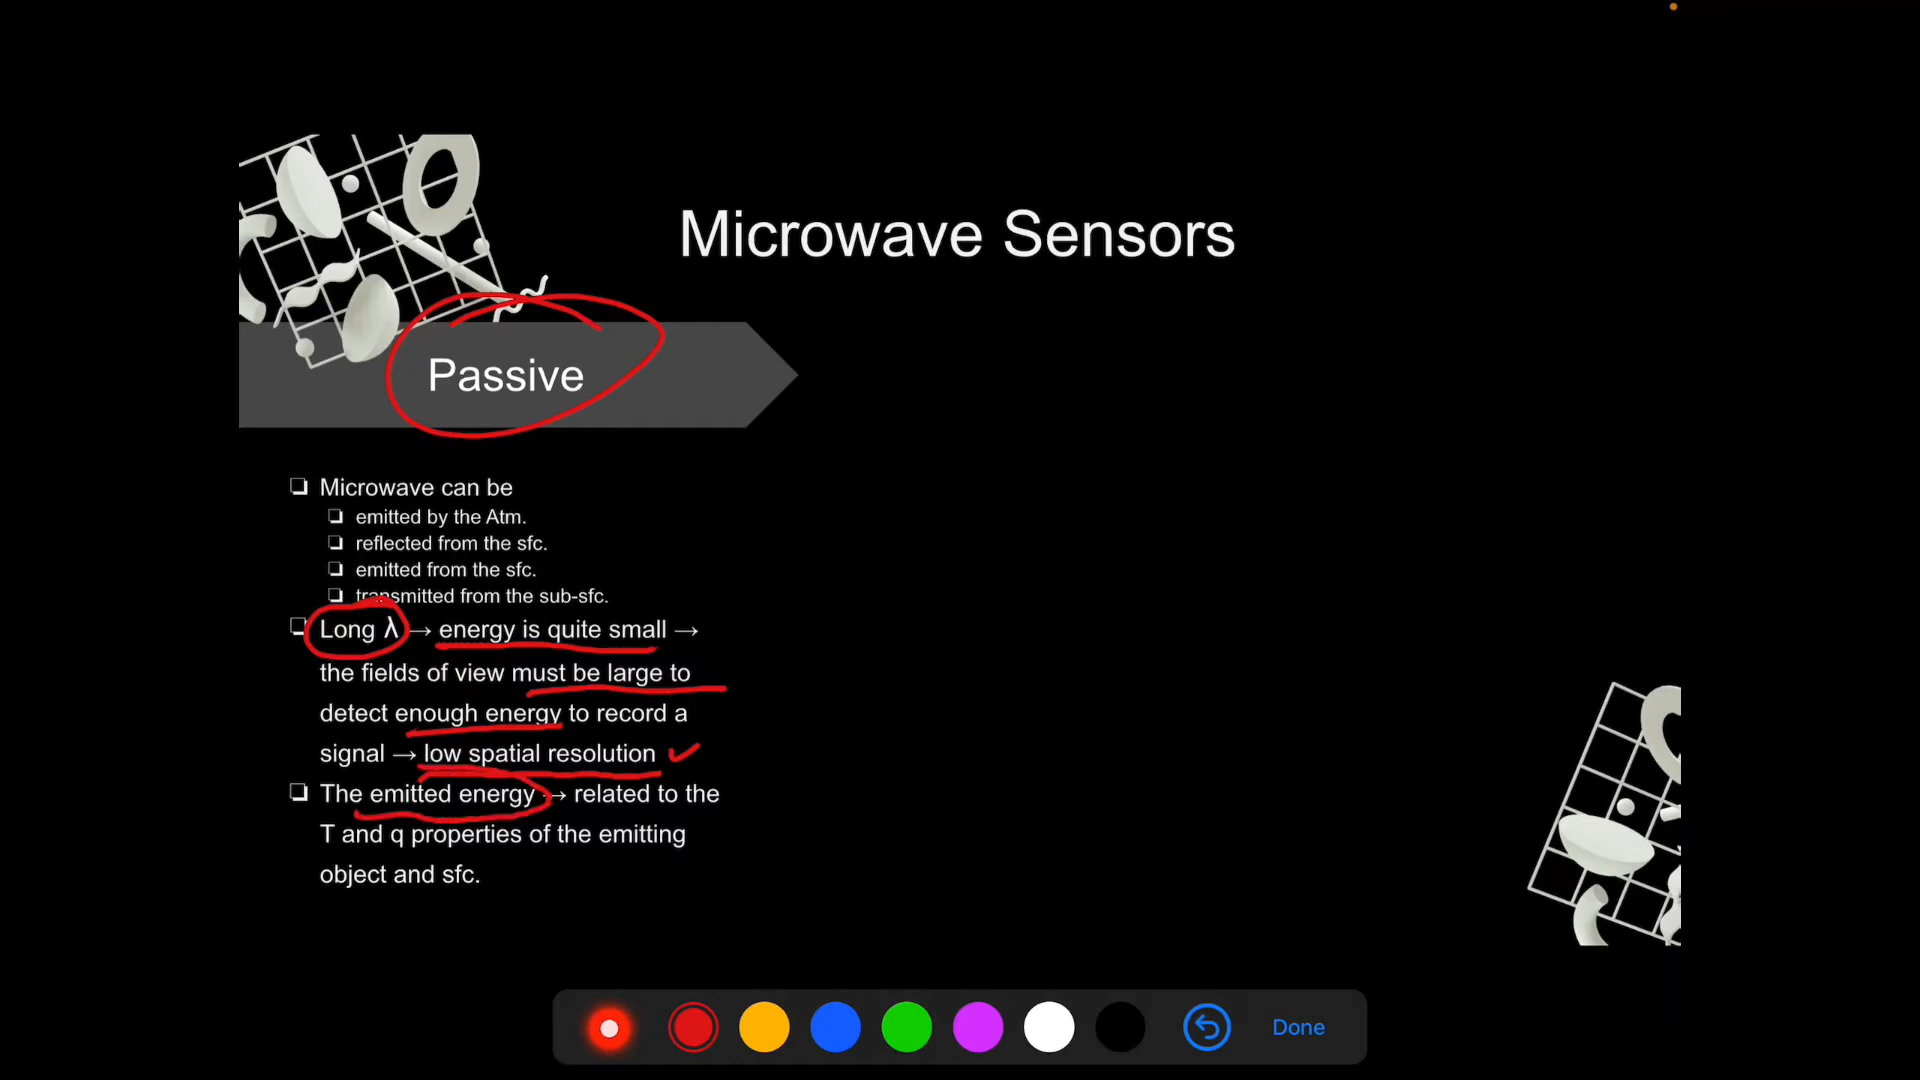 Microwave Sensors
Passive
Microwave can be
emitted by the Atm.
reflected from the sfc.
emitted from the sfc.
transmitted from the sub-sfc.
Long λ → energy is quite small →
the fields of view must be large to
detect enough energy to record a
signal → low spatial resolution
The emitted energy → related to the
T and q properties of the emitting
object and sfc.
Done